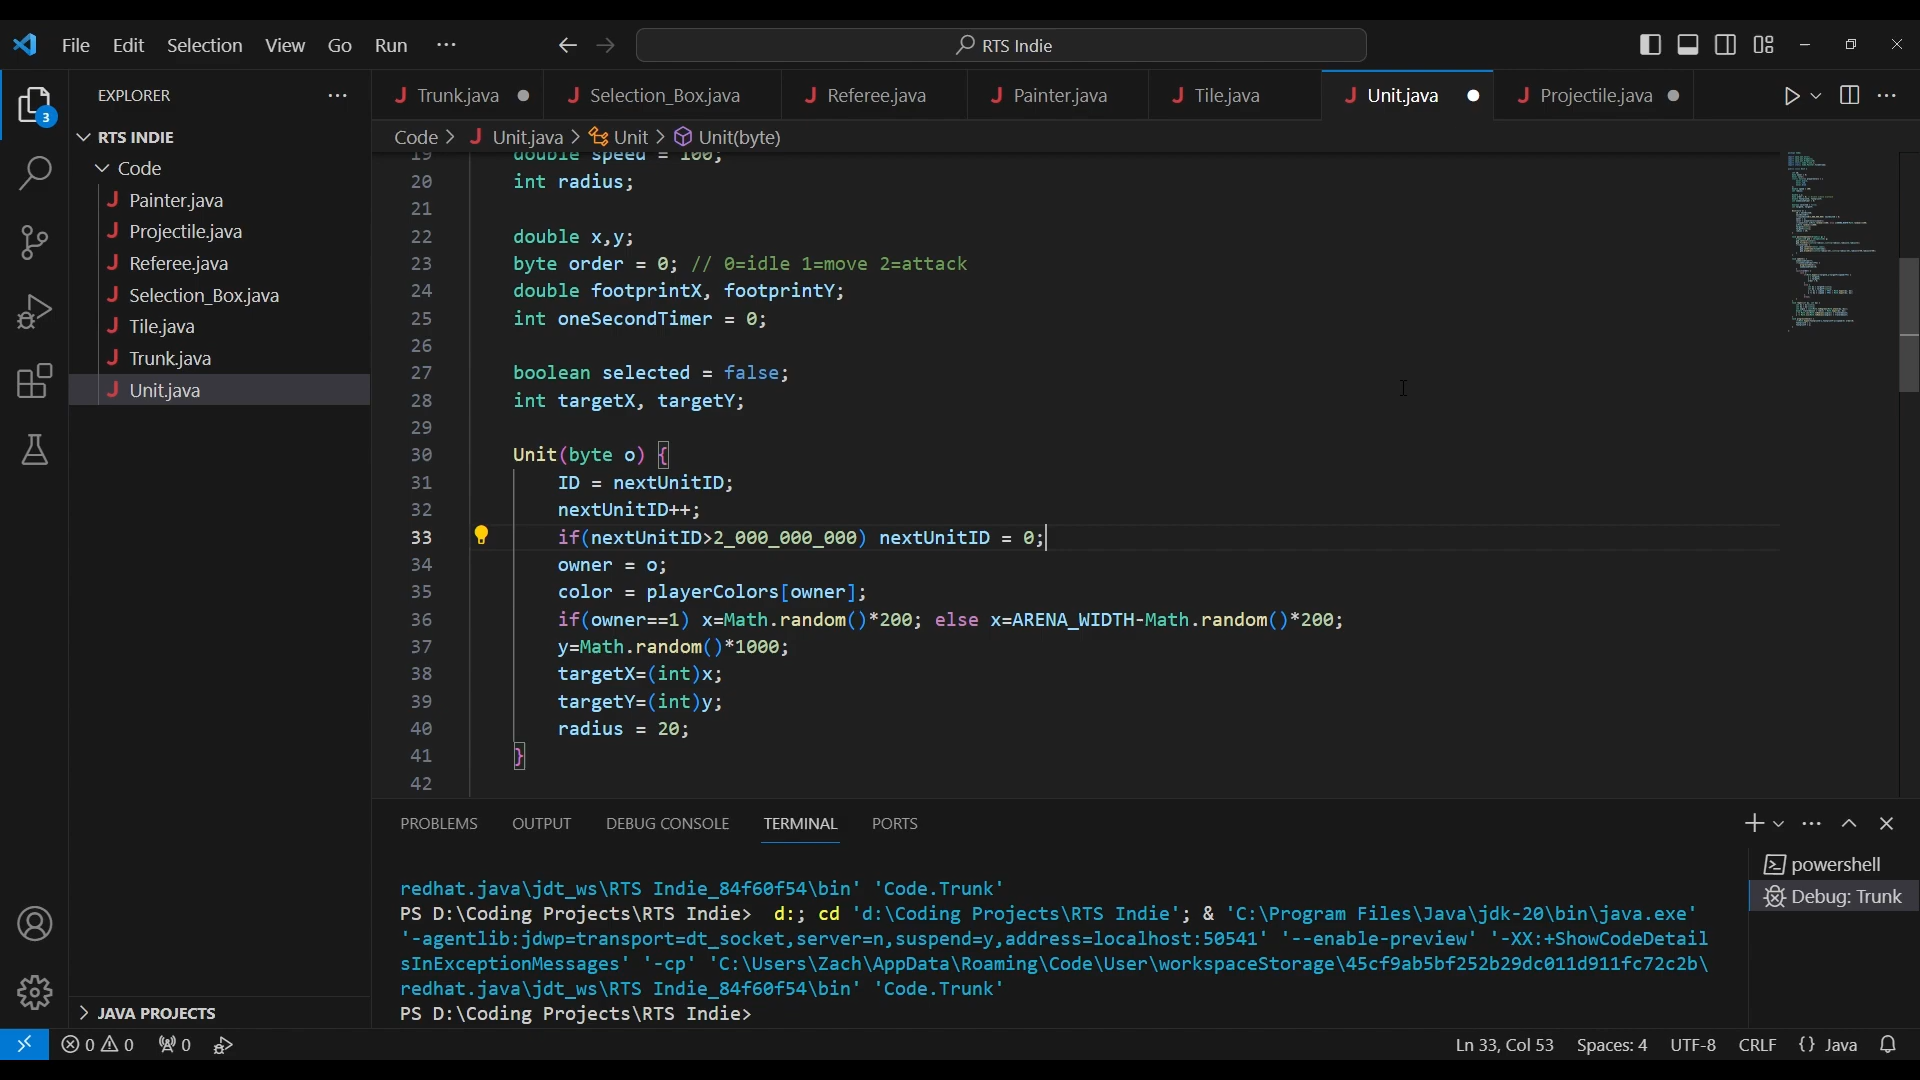 File Edit Selection View Go Run ··· RTS Indie
EXPLORER ···
Trunk.java Selection_Box.java Referee.java Painter.java Tile.java Unit.java Projectile.java
RTS INDIE
Code
Painter.java
Projectile.java
Referee.java
Selection_Box.java
Tile.java
Trunk.java
Unit.java
JAVA PROJECTS
3
Code > Unit.java > Unit > Unit(byte)
19 double speed = 100;
20 int radius;
21
22 double x,y;
23 byte order = 0; // 0=idle 1=move 2=attack
24 double footprintX, footprintY;
25 int oneSecondTimer = 0;
26
27 boolean selected = false;
28 int targetX, targetY;
29
30 Unit(byte o) {
31 ID = nextUnitID;
32 nextUnitID++;
33 if(nextUnitID>2_000_000_000) nextUnitID = 0;
34 owner = o;
35 color = playerColors[owner];
36 if(owner==1) x=Math.random()*200; else x=ARENA_WIDTH-Math.random()*200;
37 y=Math.random()*1000;
38 targetX=(int)x;
39 targetY=(int)y;
40 radius = 20;
41 }
42
PROBLEMS OUTPUT DEBUG CONSOLE TERMINAL PORTS
redhat.java\jdt_ws\RTS Indie_84f60f54\bin' 'Code.Trunk'
PS D:\Coding Projects\RTS Indie> d:; cd 'd:\Coding Projects\RTS Indie'; & 'C:\Program Files\Java\jdk-20\bin\java.exe'
'-agentlib:jdwp=transport=dt_socket,server=n,suspend=y,address=localhost:50541' '--enable-preview' '-XX:+ShowCodeDetail
sInExceptionMessages' '-cp' 'C:\Users\Zach\AppData\Roaming\Code\User\workspaceStorage\45cf9ab5bf252b29dc011d911fc72c2b\
redhat.java\jdt_ws\RTS Indie_84f60f54\bin' 'Code.Trunk'
PS D:\Coding Projects\RTS Indie>
powershell
Debug: Trunk
0 0 0 Ln 33, Col 53 Spaces: 4 UTF-8 CRLF {} Java